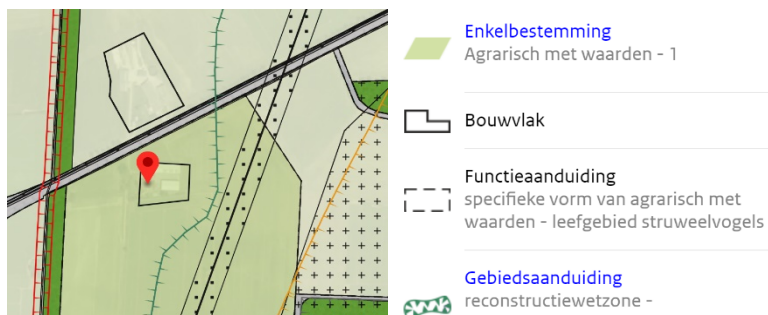 Enkelbestemming
Agrarisch met waarden - 1
Bouwvlak
Functieaanduiding
specifieke vorm van agrarisch met
waarden - leefgebied struweelvogels
Gebiedsaanduiding
reconstructiewetzone -